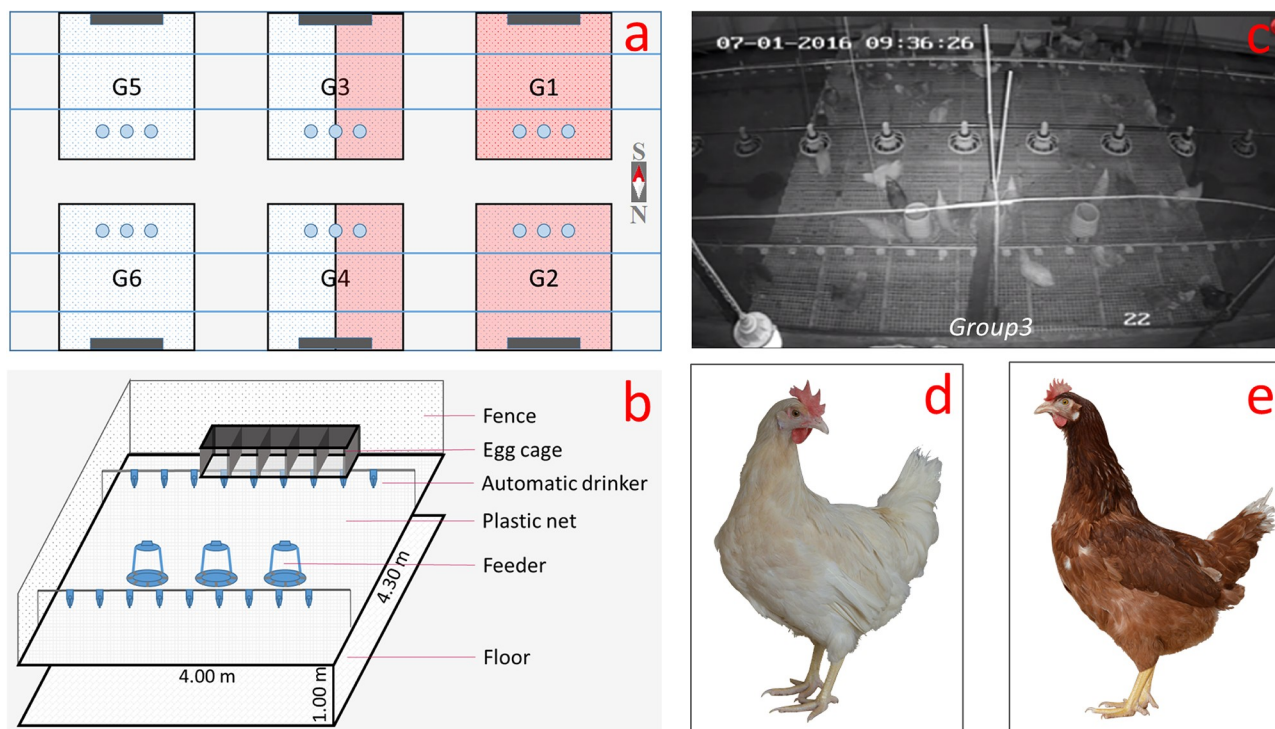 a
G5
G3
G1
S
N
G6
G4
G2
b
Fence
Egg cage
Automatic drinker
Plastic net
Feeder
Floor
4.30 m
4.00 m
1.00 m
07-01-2016 09:36:26
c
Group3
22
d
e